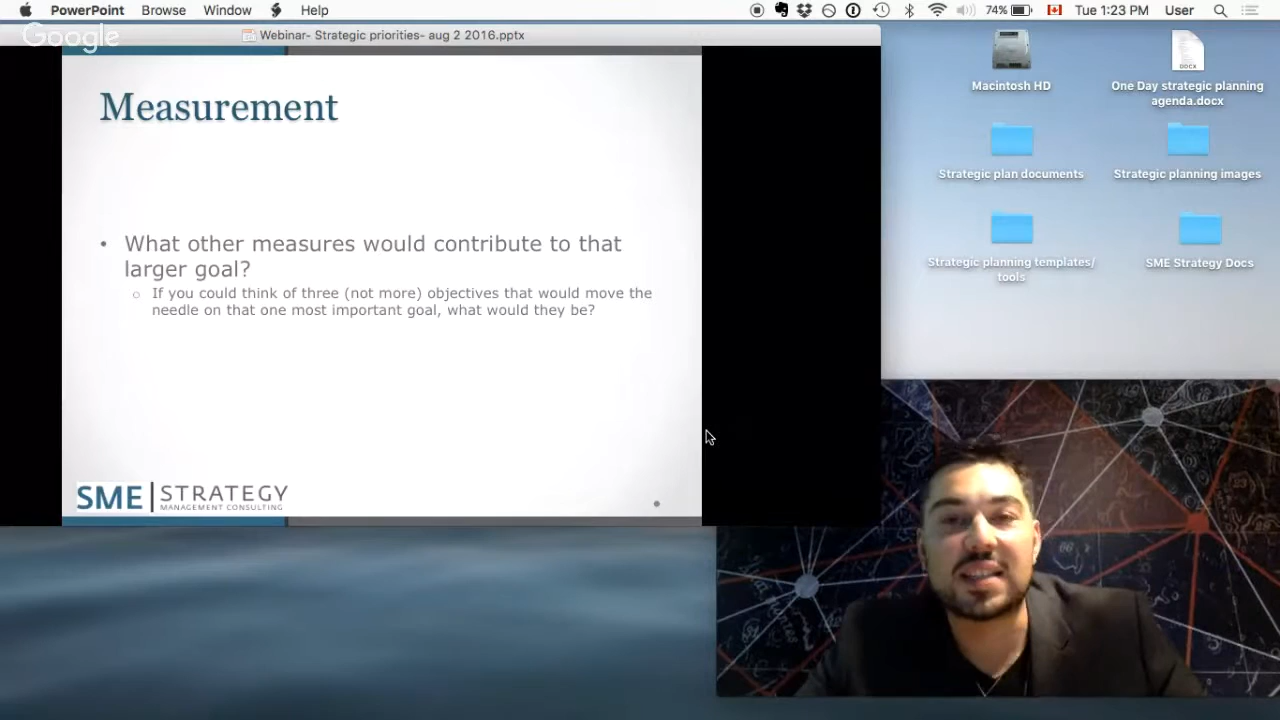 PowerPoint Browse Window Help 74% Tue 1:23 PM User
Google
Webinar- Strategic priorities- aug 2 2016.pptx
Measurement
• What other measures would contribute to that
larger goal?
o If you could think of three (not more) objectives that would move the
needle on that one most important goal, what would they be?
SME STRATEGY
MANAGEMENT CONSULTING
Macintosh HD
DOCX
One Day strategic planning
agenda.docx
Strategic plan documents
Strategic planning images
Strategic planning templates/
tools
SME Strategy Docs